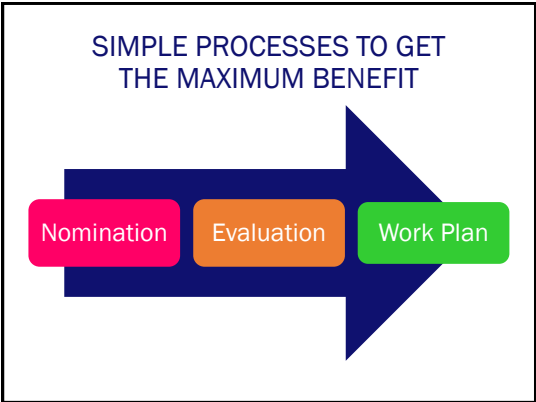 SIMPLE PROCESSES TO GET
THE MAXIMUM BENEFIT
Nomination
Evaluation
Work Plan